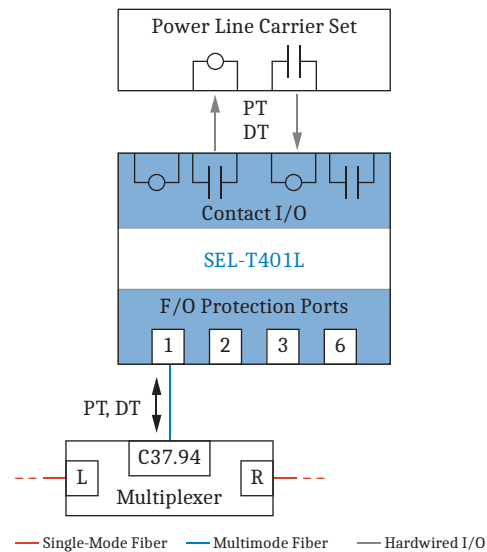 Power Line Carrier Set
PT
DT
Contact I/O
SEL-T401L
F/O Protection Ports
1 2 3 6
PT, DT
C37.94
L R
Multiplexer
Single-Mode Fiber Multimode Fiber Hardwired I/O